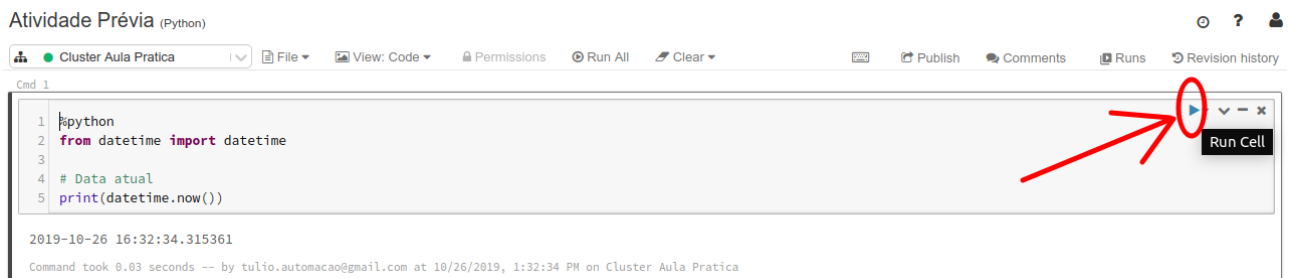 Atividade Prévia (Python)
Cluster Aula Pratica File View: Code Permissions Run All Clear Publish Comments Runs Revision history
Cmd 1
1 %python
2 from datetime import datetime
3
4 # Data atual
5 print(datetime.now())
Run Cell
2019-10-26 16:32:34.315361
Command took 0.03 seconds -- by tulio.automacao@gmail.com at 10/26/2019, 1:32:34 PM on Cluster Aula Pratica